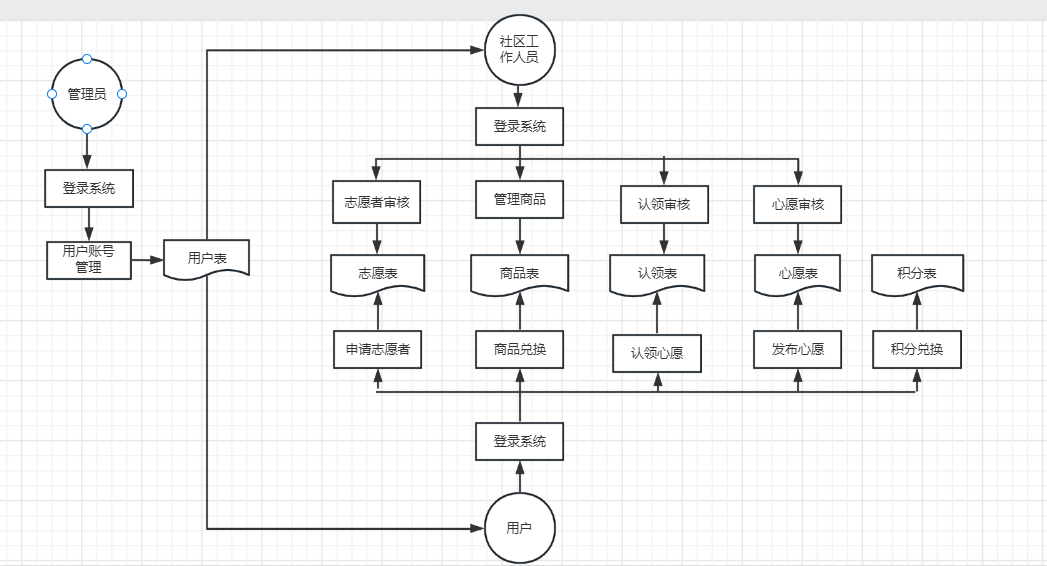 社区工
作人员
管理员
登录系统
登录系统
用户账号
管理
用户表
志愿者审核
管理商品
认领审核
心愿审核
志愿表
商品表
认领表
心愿表
积分表
申请志愿者
商品兑换
认领心愿
发布心愿
积分兑换
登录系统
用户